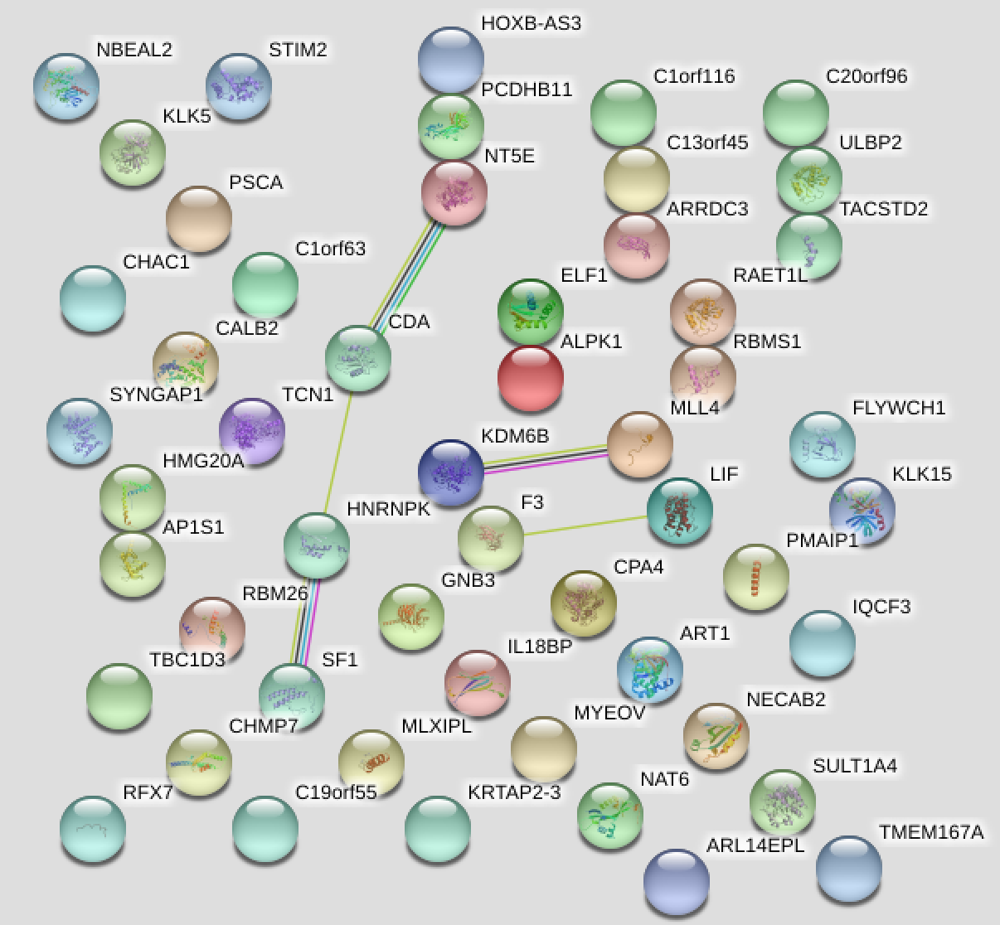 HOXB-AS3
NBEAL2
STIM2
C1orf116
C20orf96
PCDHB11
KLK5
C13orf45
ULBP2
NT5E
PSCA
ARRDC3
TACSTD2
C1orf63
CHAC1
ELF1
RAET1L
CDA
CALB2
ALPK1
RBMS1
SYNGAP1
TCN1
MLL4
FLYWCH1
KDM6B
HMG20A
LIF
KLK15
F3
HNRNPK
AP1S1
PMAIP1
CPA4
GNB3
RBM26
IQCF3
ART1
IL18BP
TBC1D3
SF1
NECAB2
MYEOV
CHMP7
MLXIPL
SULT1A4
NAT6
RFX7
C19orf55
KRTAP2-3
TMEM167A
ARL14EPL